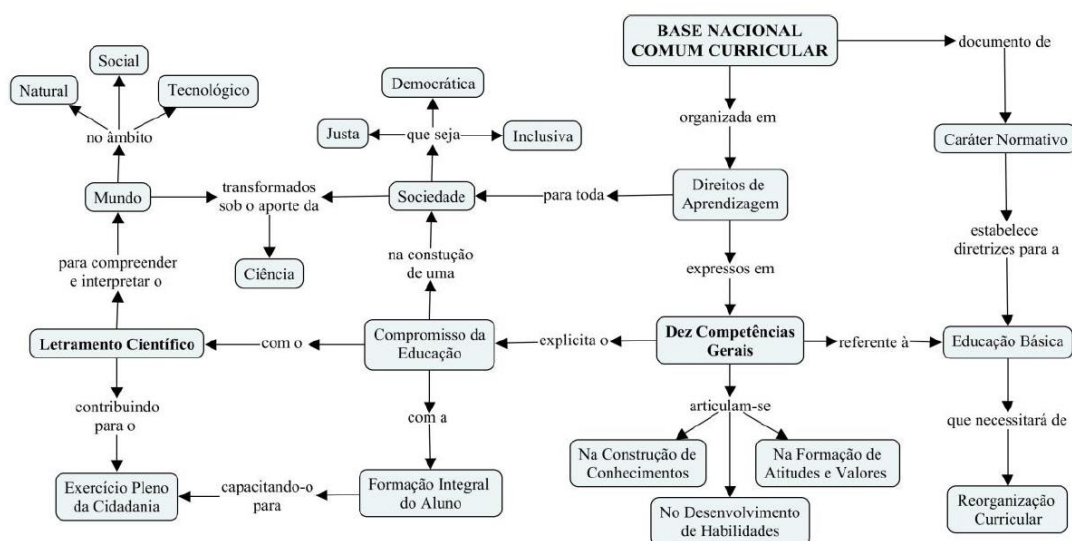 BASE NACIONAL
COMUM CURRICULAR
documento de
Social
Natural
Tecnológico
no âmbito
Democrática
Justa
que seja
Inclusiva
organizada em
Caráter Normativo
Mundo
transformados
sob o aporte da
Sociedade
para toda
Direitos de
Aprendizagem
Ciência
para compreender
e interpretar o
na constução
de uma
expressos em
estabelece
diretrizes para a
Letramento Científico
com o
Compromisso da
Educação
explicita o
Dez Competências
Gerais
referente à
Educação Básica
contribuindo
para o
com a
articulam-se
que necessitará de
Na Construção de
Conhecimentos
Na Formação de
Atitudes e Valores
Exercício Pleno
da Cidadania
capacitando-o
para
Formação Integral
do Aluno
No Desenvolvimento
de Habilidades
Reorganização
Curricular